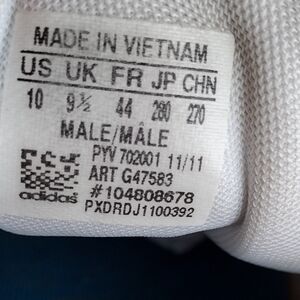 MADE IN VIETNAM
US UK FR JP CHN
10 9½ 44 280 270
MALE/MÂLE
PYV 702001 11/11
ART G47583
#104808678
adidas PXDRDJ1100392